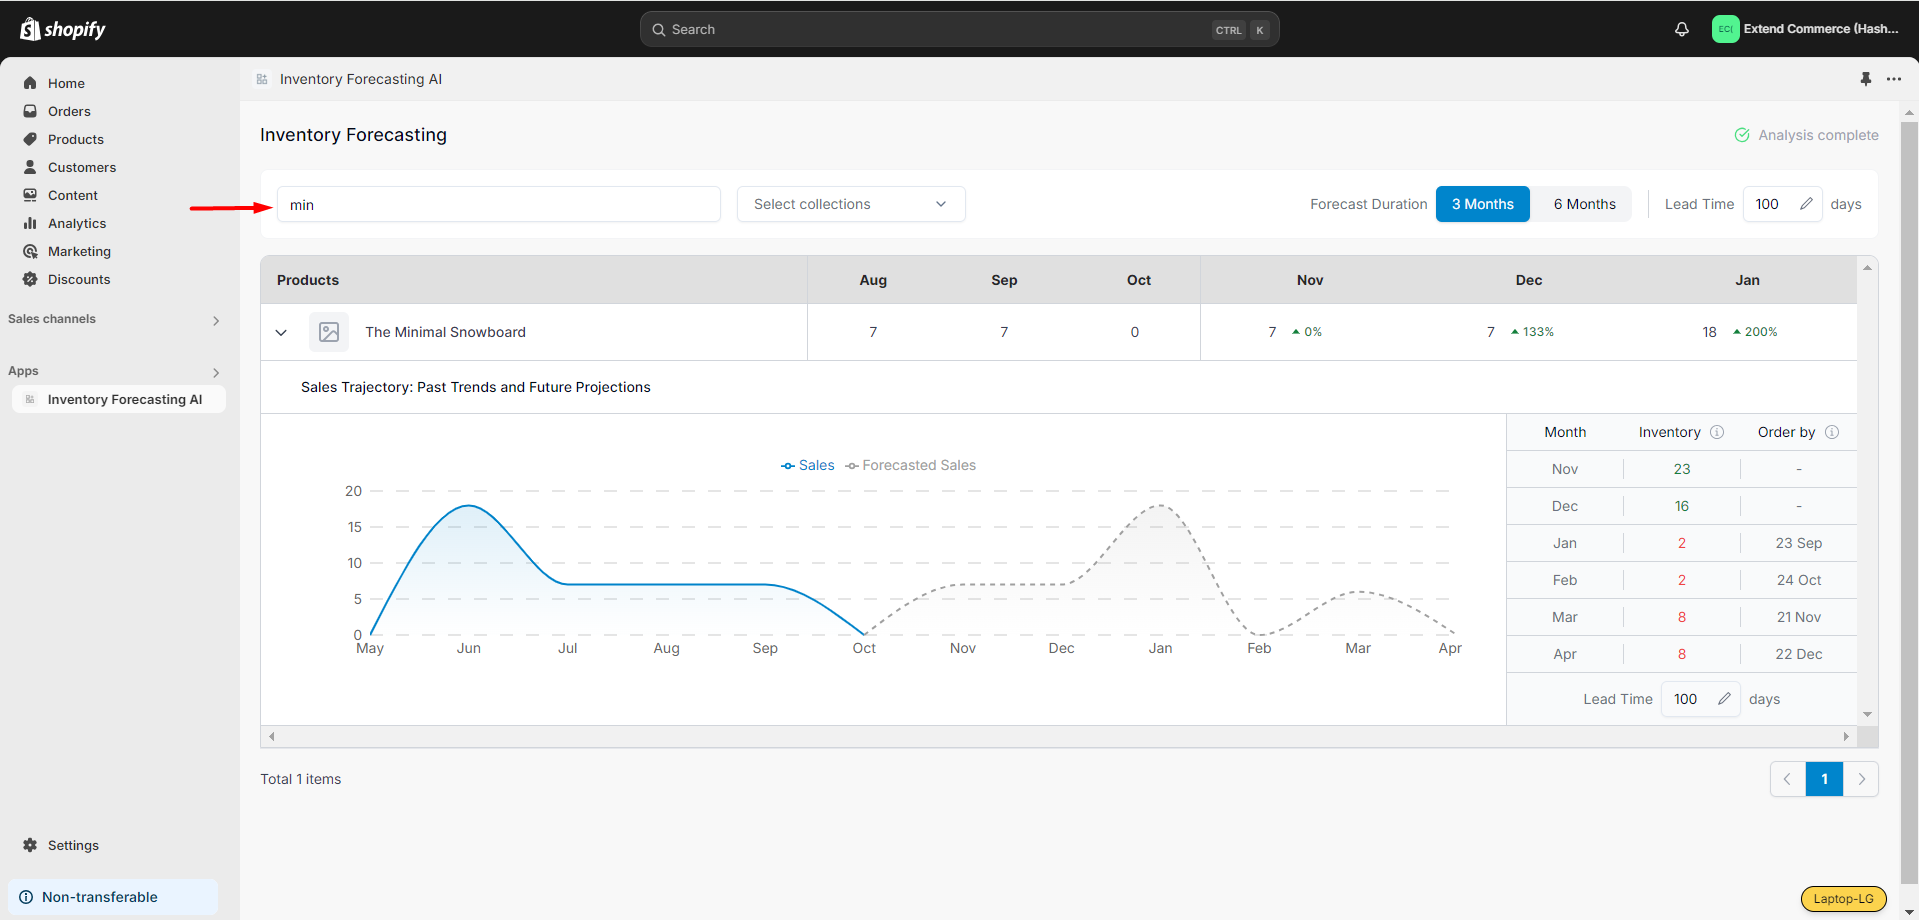 shopify
Search
CTRL K
EC(
Extend Commerce (Hash...
Home
Orders
Products
Customers
Content
Analytics
Marketing
Discounts
Sales channels
Apps
Inventory Forecasting AI
Settings
Non-transferable
Inventory Forecasting AI
Inventory Forecasting
Analysis complete
min
Select collections
Forecast Duration 3 Months 6 Months Lead Time 100 days
Products Aug Sep Oct Nov Dec Jan
The Minimal Snowboard 7 7 0 7 0% 7 133% 18 200%
Sales Trajectory: Past Trends and Future Projections
Sales Forecasted Sales
20
15
10
5
0
May Jun Jul Aug Sep Oct Nov Dec Jan Feb Mar Apr
Month Inventory Order by
Nov 23 -
Dec 16 -
Jan 2 23 Sep
Feb 2 24 Oct
Mar 8 21 Nov
Apr 8 22 Dec
Lead Time 100 days
Total 1 items
1
Laptop-LG